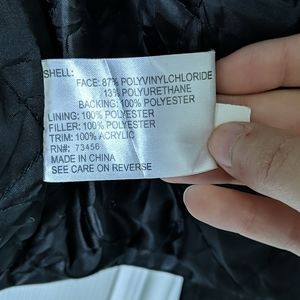 SHELL:
FACE: 87% POLYVINYLCHLORIDE
13% POLYURETHANE
BACKING: 100% POLYESTER
LINING: 100% POLYESTER
FILLER: 100% POLYESTER
TRIM: 100% ACRYLIC
RN#: 73456
MADE IN CHINA
SEE CARE ON REVERSE